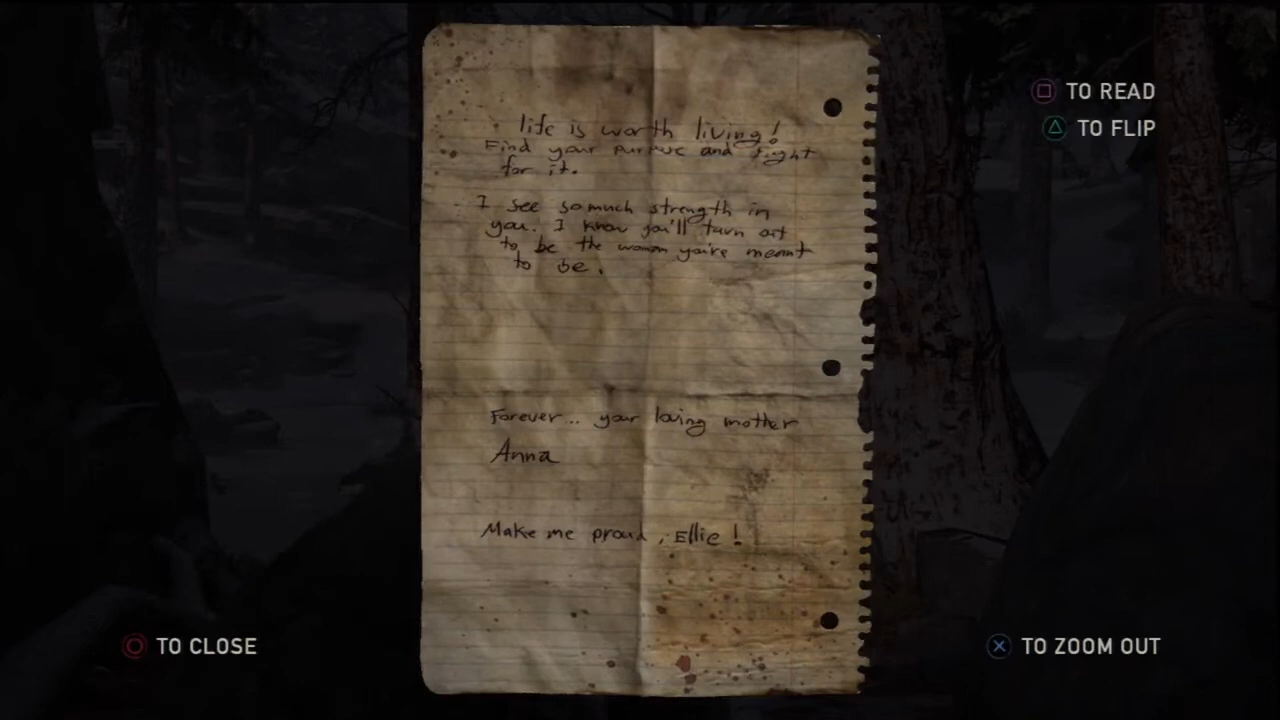 life is worth living!
Find your purpose and fight
for it.
I see so much strength in
you. I know you'll turn out
to be the woman you're meant
to be.
Forever... your loving mother
Anna
Make me proud, Ellie!
TO READ
TO FLIP
TO CLOSE
TO ZOOM OUT